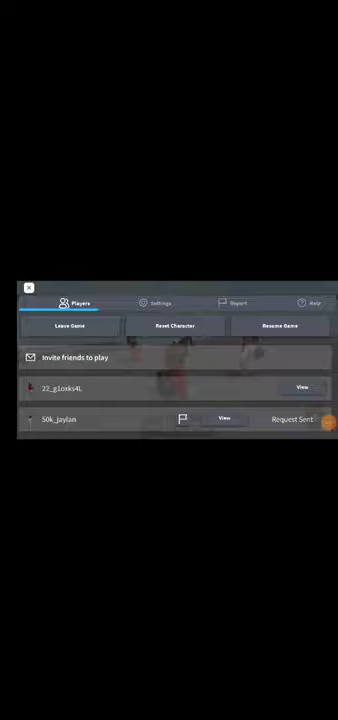 Players Settings Report Help
Leave Game Reset Character Resume Game
Invite friends to play
22_g1oxks4L View
50k_jaylan View Request Sent